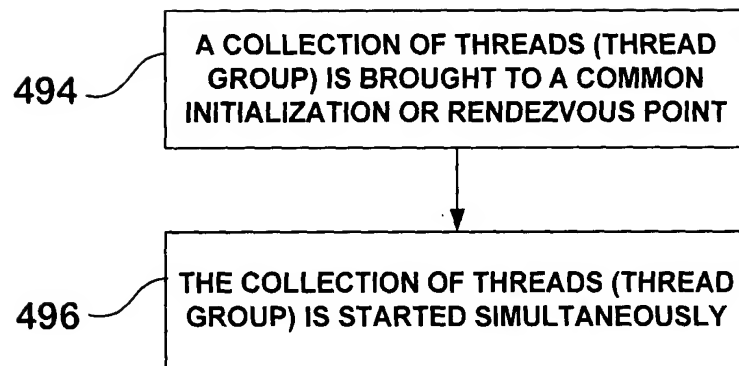 494
A COLLECTION OF THREADS (THREAD
GROUP) IS BROUGHT TO A COMMON
INITIALIZATION OR RENDEZVOUS POINT
496
THE COLLECTION OF THREADS (THREAD
GROUP) IS STARTED SIMULTANEOUSLY